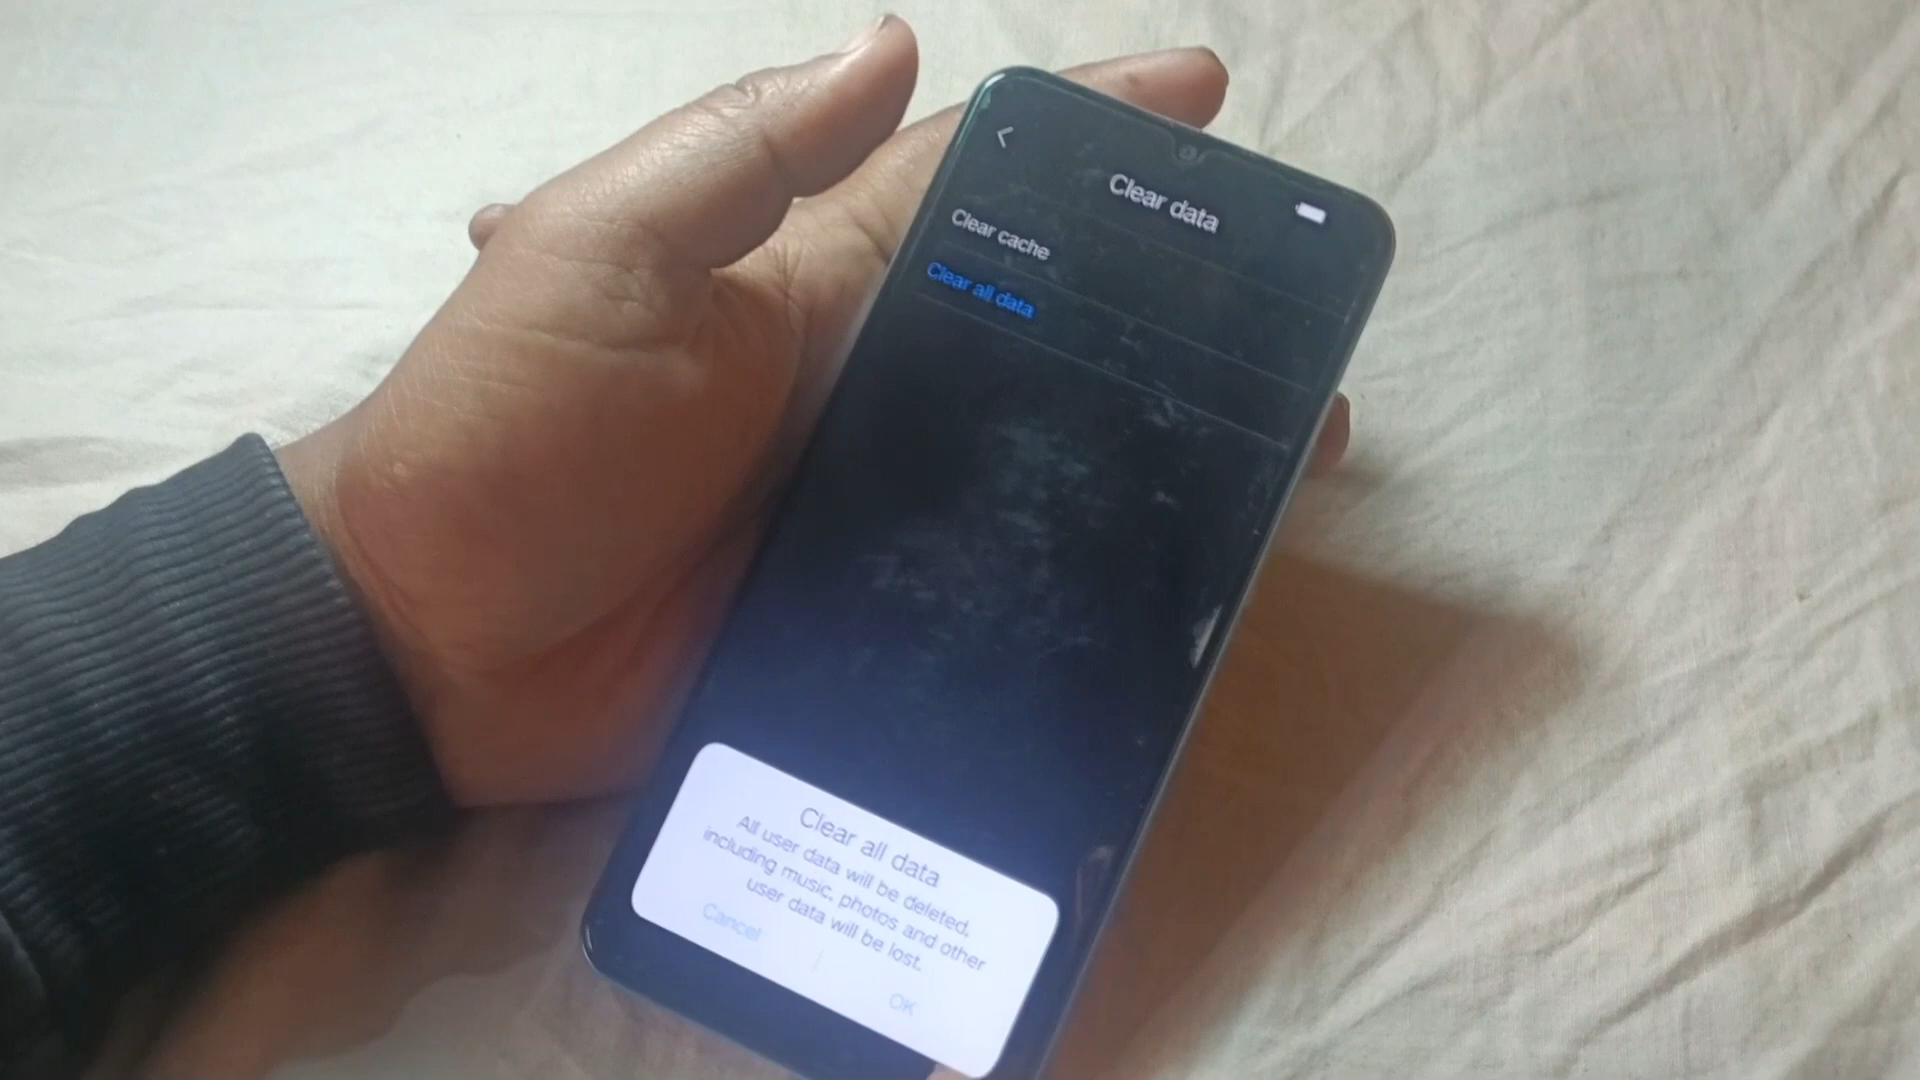 Clear data
Clear cache
Clear all data
Clear all data
All user data will be deleted,
including music, photos and other
user data will be lost.
Cancel
OK